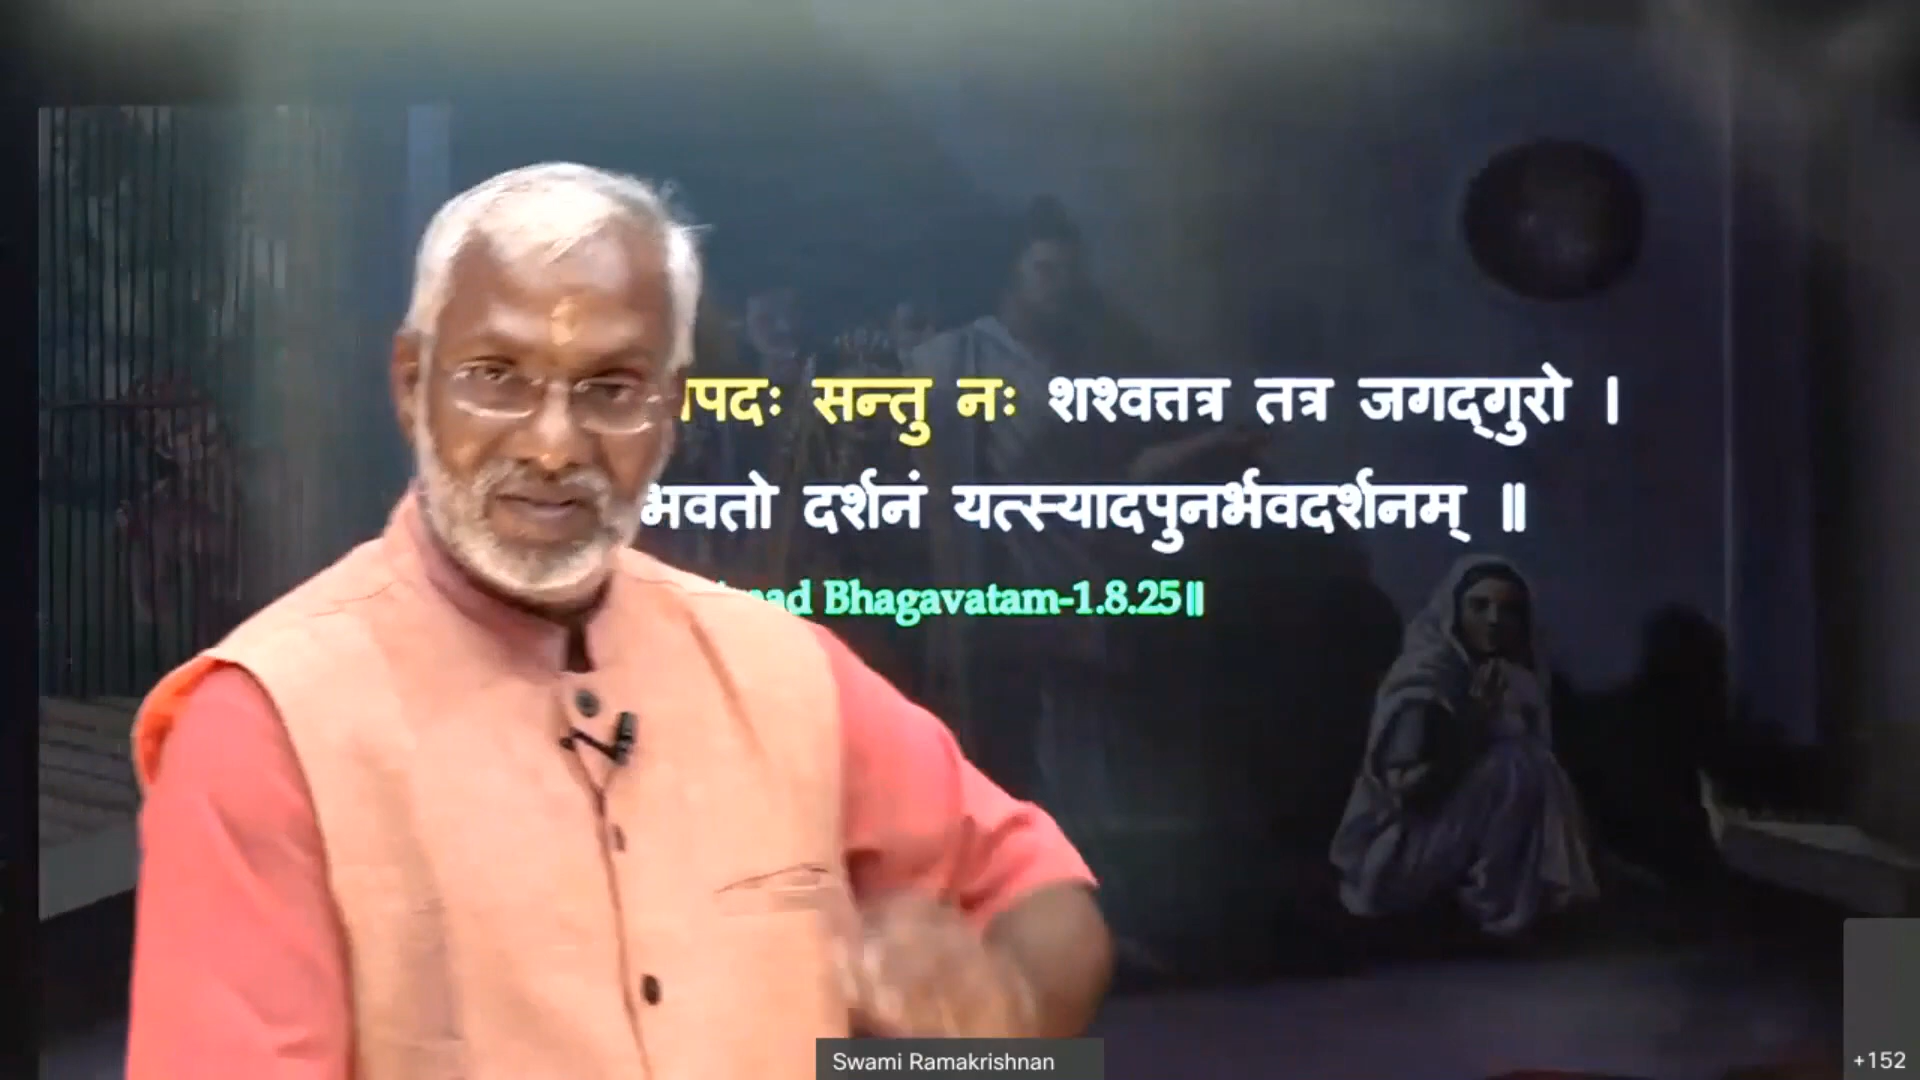 सन्तु नः शश्वत्तत्र तत्र जगद्गुरो ।
भवतो दर्शनं यत्स्यादपुनर्भवदर्शनम् ॥
Bhagavatam-1.8.25॥
Swami Ramakrishnan
+152